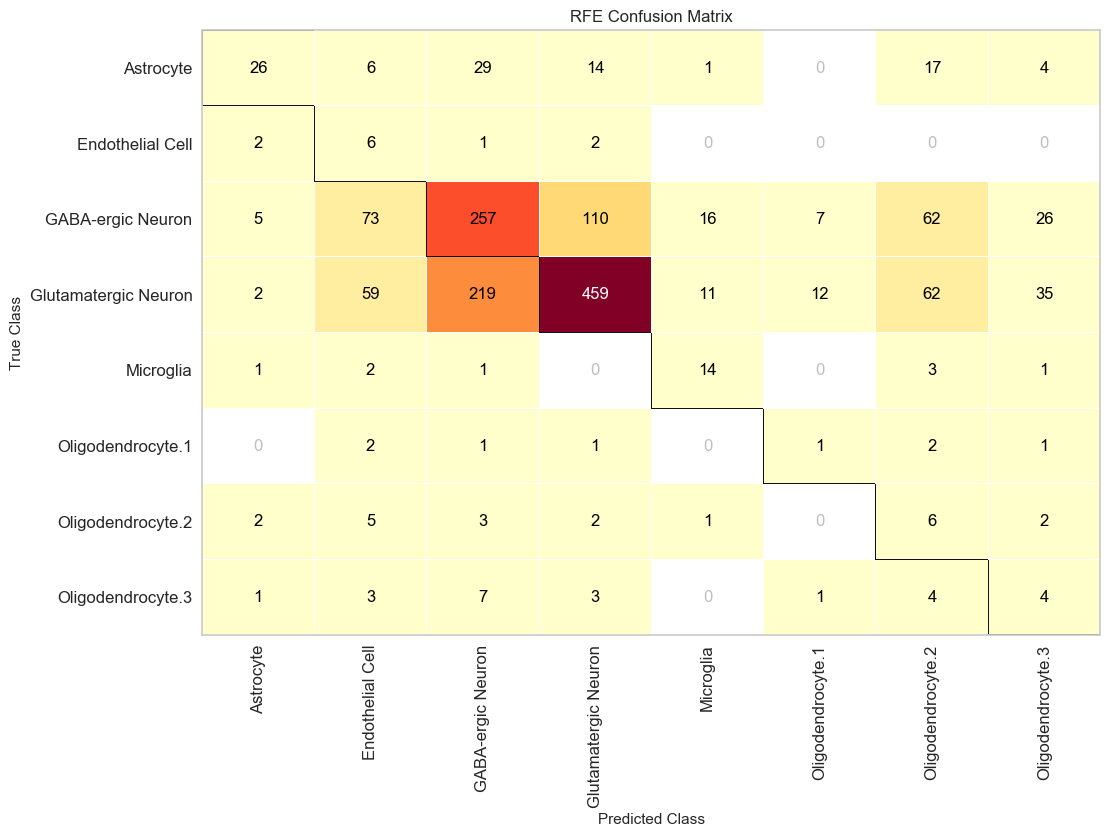 RFE Confusion Matrix
True Class
Astrocyte 26 6 29 14 1 0 17 4
Endothelial Cell 2 6 1 2 0 0 0 0
GABA-ergic Neuron 5 73 257 110 16 7 62 26
Glutamatergic Neuron 2 59 219 459 11 12 62 35
Microglia 1 2 1 0 14 0 3 1
Oligodendrocyte.1 0 2 1 1 0 1 2 1
Oligodendrocyte.2 2 5 3 2 1 0 6 2
Oligodendrocyte.3 1 3 7 3 0 1 4 4
Astrocyte
Endothelial Cell
GABA-ergic Neuron
Glutamatergic Neuron
Microglia
Oligodendrocyte.1
Oligodendrocyte.2
Oligodendrocyte.3
Predicted Class